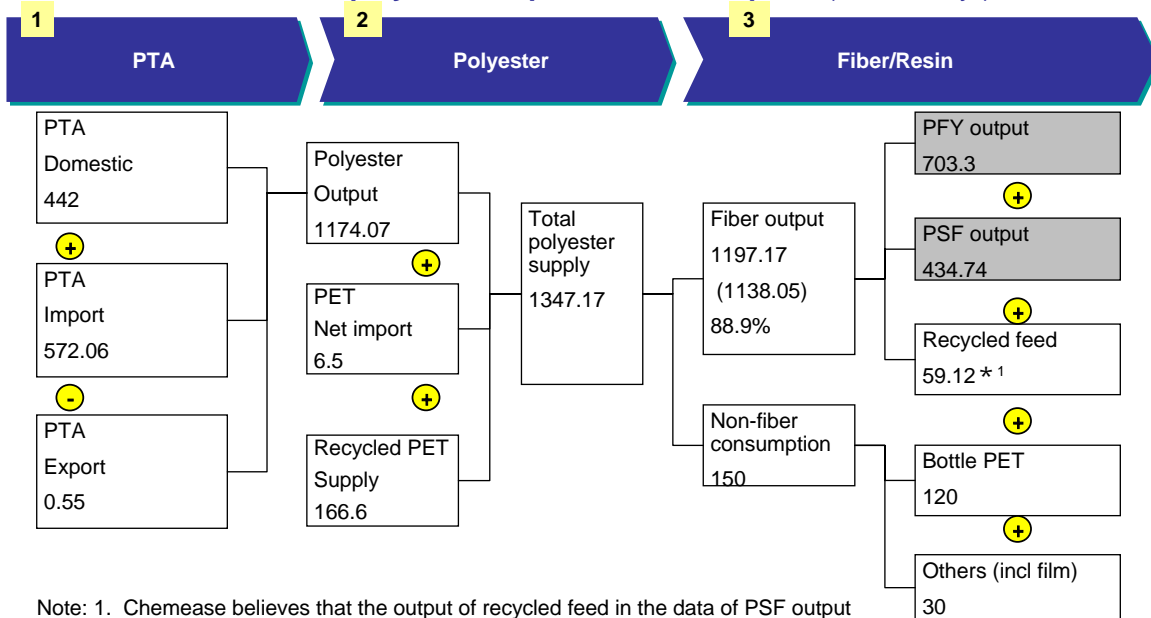 1
2
3
PTA
Polyester
Fiber/Resin
PTA
Domestic
442
+
PTA
Import
572.06
-
PTA
Export
0.55
Polyester
Output
1174.07
+
PET
Net import
6.5
+
Recycled PET
Supply
166.6
Total
polyester
supply
1347.17
Fiber output
1197.17
(1138.05)
88.9%
Non-fiber
consumption
150
PFY output
703.3
+
PSF output
434.74
+
Recycled feed
59.12 * 1
+
Bottle PET
120
+
Others (incl film)
30
Note: 1. Chemease believes that the output of recycled feed in the data of PSF output